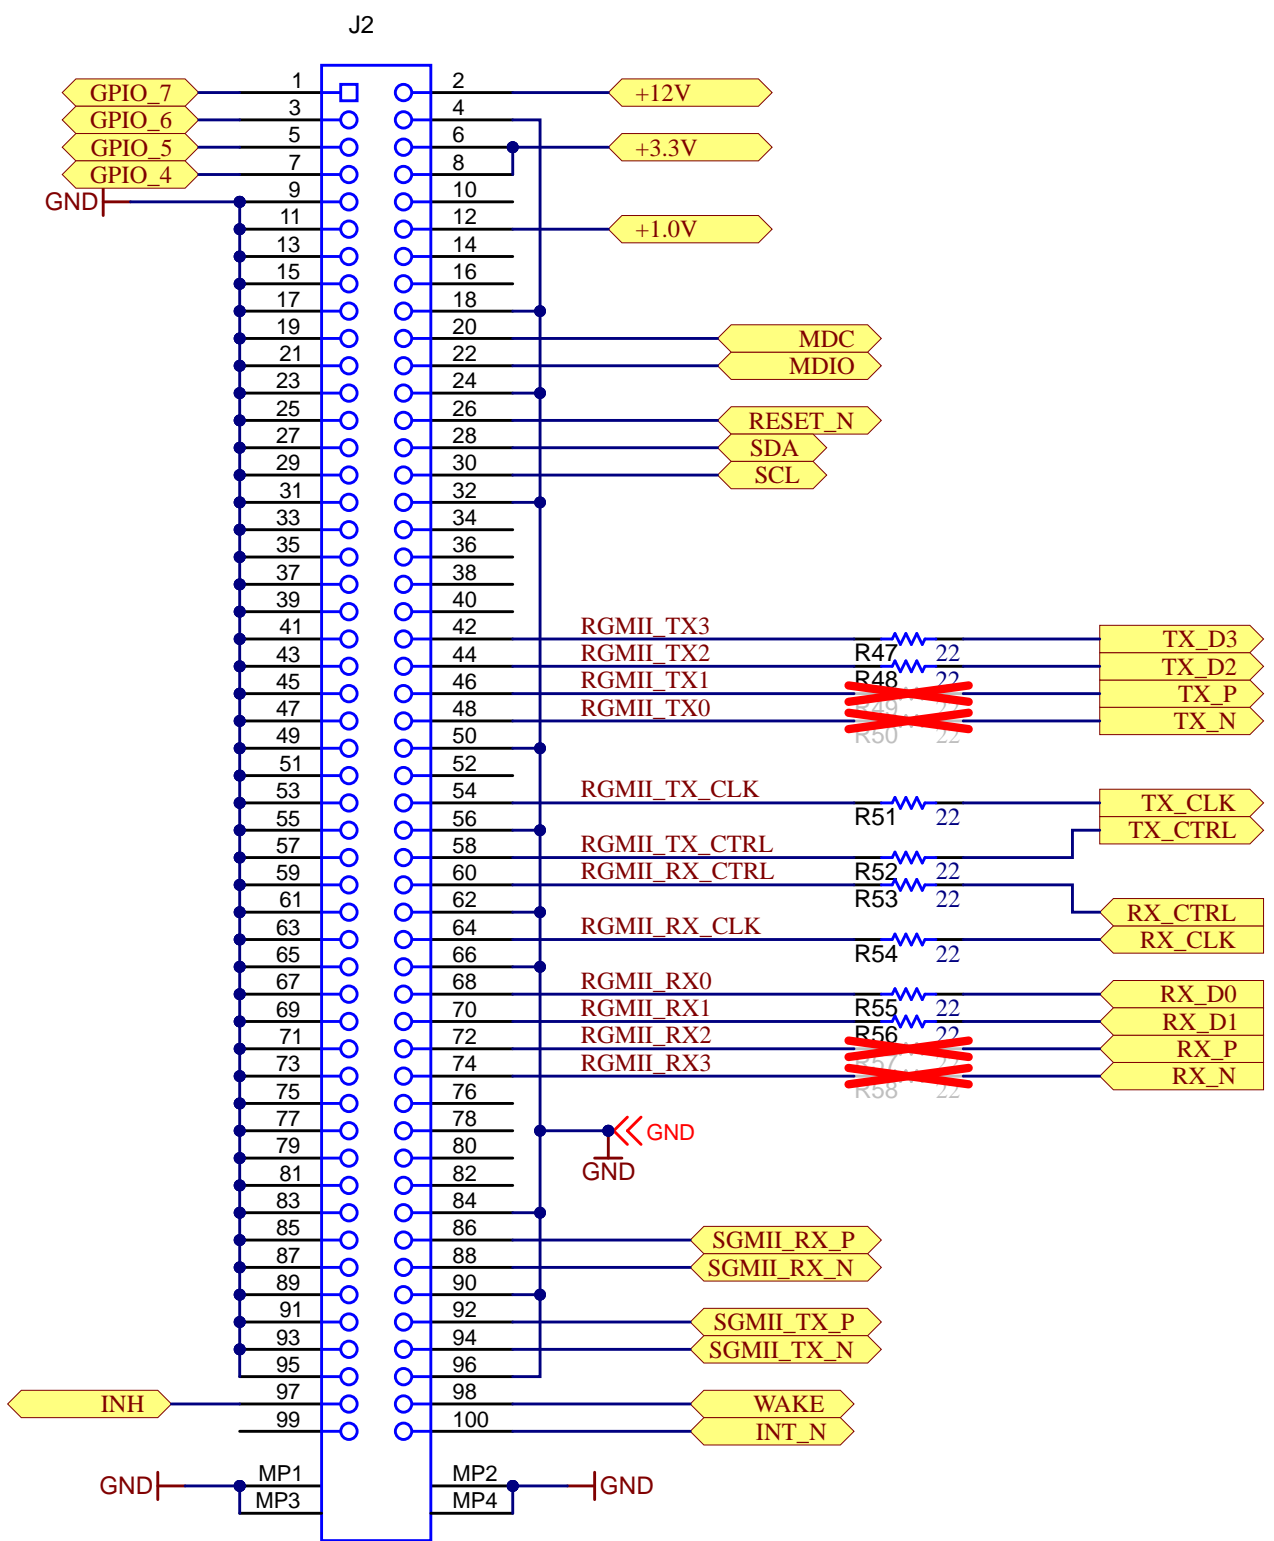 J2
GPIO_7 1 2 +12V
GPIO_6 3 4
GPIO_5 5 6 +3.3V
GPIO_4 7 8
GND 9 10
11 12 +1.0V
13 14
15 16
17 18
19 20 MDC
21 22 MDIO
23 24
25 26 RESET_N
27 28 SDA
29 30 SCL
31 32
33 34
35 36
37 38
39 40
41 42 RGMII_TX3 R47 22 TX_D3
43 44 RGMII_TX2 R48 22 TX_D2
45 46 RGMII_TX1 R49 22 TX_P
47 48 RGMII_TX0 R50 22 TX_N
49 50
51 52
53 54 RGMII_TX_CLK R51 22 TX_CLK
55 56 TX_CTRL
57 58 RGMII_TX_CTRL R52 22
59 60 RGMII_RX_CTRL R53 22
61 62 RX_CTRL
63 64 RGMII_RX_CLK R54 22 RX_CLK
65 66
67 68 RGMII_RX0 R55 22 RX_D0
69 70 RGMII_RX1 R56 22 RX_D1
71 72 RGMII_RX2 R57 22 RX_P
73 74 RGMII_RX3 R58 22 RX_N
75 76
77 78 GND
79 80 GND
81 82
83 84
85 86 SGMII_RX_P
87 88 SGMII_RX_N
89 90
91 92 SGMII_TX_P
93 94 SGMII_TX_N
95 96
INH 97 98 WAKE
99 100 INT_N
GND MP1 MP2 GND
MP3 MP4